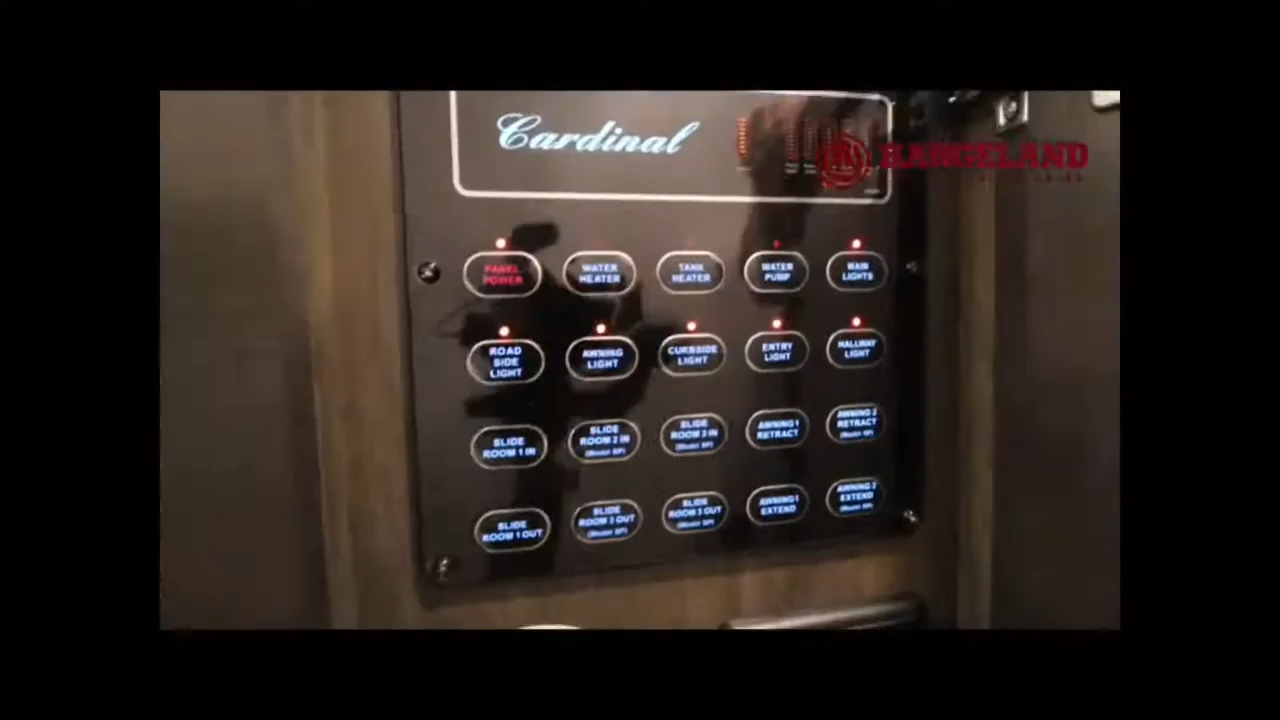 Cardinal
RANGELAND
PANEL
POWER
WATER
HEATER
TANK
HEATER
WATER
PUMP
MAIN
LIGHTS
ROAD
SIDE
LIGHT
AWNING
LIGHT
CURBSIDE
LIGHT
ENTRY
LIGHT
HALLWAY
LIGHT
SLIDE
ROOM 1 IN
SLIDE
ROOM 2 IN
SLIDE
ROOM 3 IN
AWNING 1
RETRACT
AWNING 2
RETRACT
SLIDE
ROOM 1 OUT
SLIDE
ROOM 2 OUT
SLIDE
ROOM 3 OUT
AWNING 1
EXTEND
AWNING 2
EXTEND